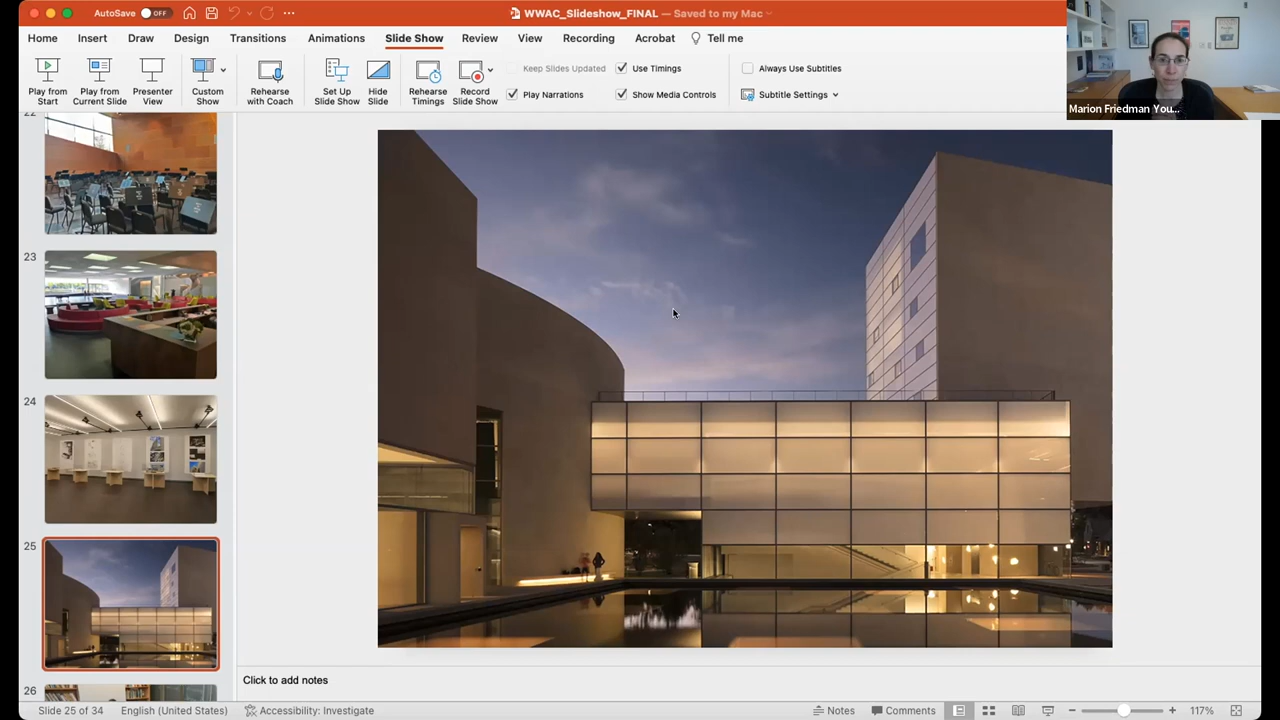 AutoSave OFF WWAC_Slideshow_FINAL — Saved to my Mac
Home Insert Draw Design Transitions Animations Slide Show Review View Recording Acrobat Tell me
Play from Start
Play from Current Slide
Presenter View
Custom Show
Rehearse with Coach
Set Up Slide Show
Hide Slide
Rehearse Timings
Record Slide Show
Keep Slides Updated
Play Narrations
Use Timings
Show Media Controls
Always Use Subtitles
Subtitle Settings
Marion Friedman You...
22
23
24
25
26
Click to add notes
Slide 25 of 34 English (United States) Accessibility: Investigate Notes Comments 117%